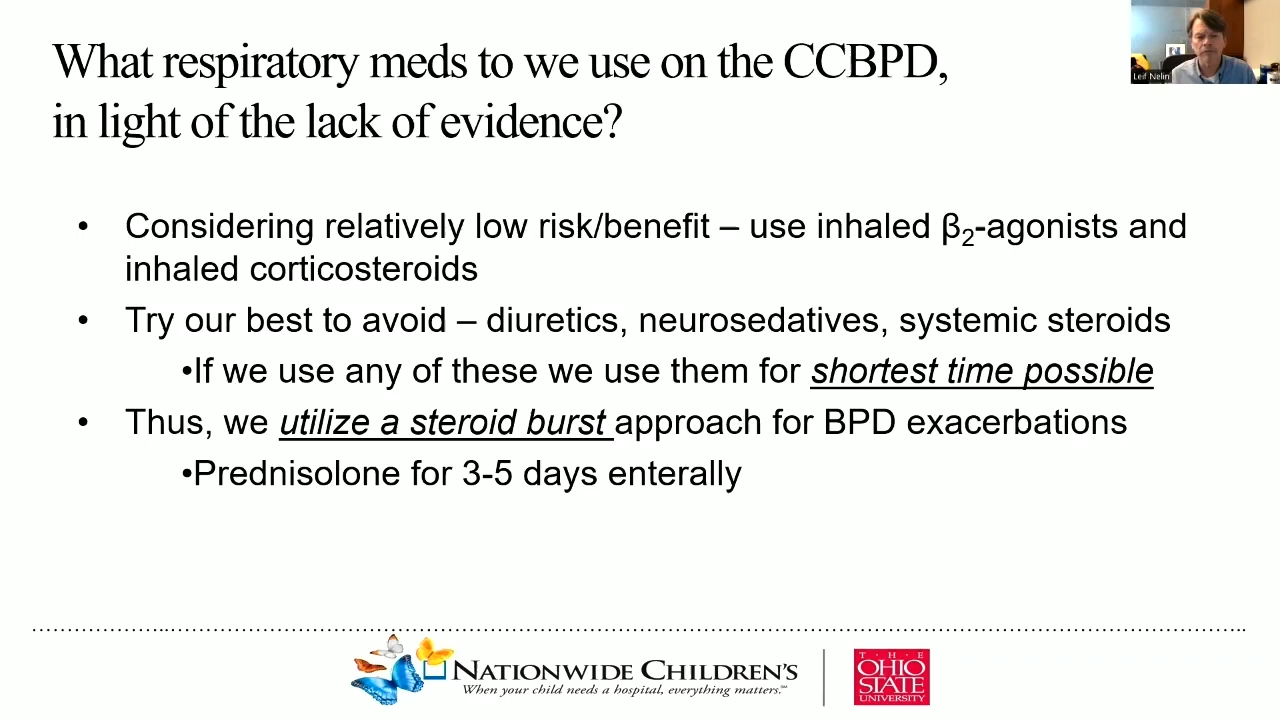 What respiratory meds to we use on the CCBPD,
in light of the lack of evidence?
Leif Nelin
• Considering relatively low risk/benefit – use inhaled β2-agonists and
inhaled corticosteroids
• Try our best to avoid – diuretics, neurosedatives, systemic steroids
•If we use any of these we use them for shortest time possible
• Thus, we utilize a steroid burst approach for BPD exacerbations
•Prednisolone for 3-5 days enterally
NATIONWIDE CHILDREN'S
When your child needs a hospital, everything matters.℠
THE
OHIO
STATE
UNIVERSITY